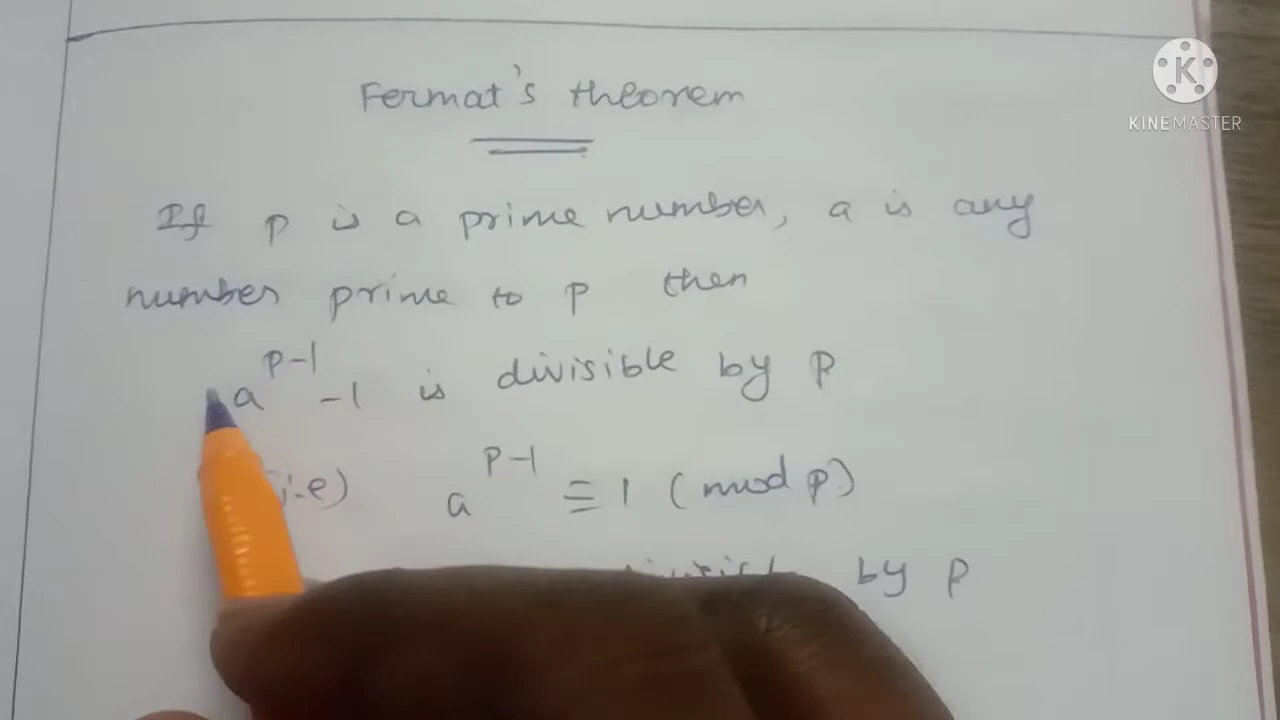 Fermat's theorem
If p is a prime number, a is any
number prime to p then
a^{p-1} -1 is divisible by p
i.e) a^{p-1} ≡ 1 (mod p)
by p
K
KINEMASTER